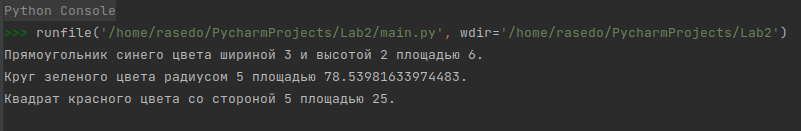 Python Console
>>> runfile('/home/rasedo/PycharmProjects/Lab2/main.py', wdir='/home/rasedo/PycharmProjects/Lab2')
Прямоугольник синего цвета шириной 3 и высотой 2 площадью 6.
Круг зеленого цвета радиусом 5 площадью 78.53981633974483.
Квадрат красного цвета со стороной 5 площадью 25.